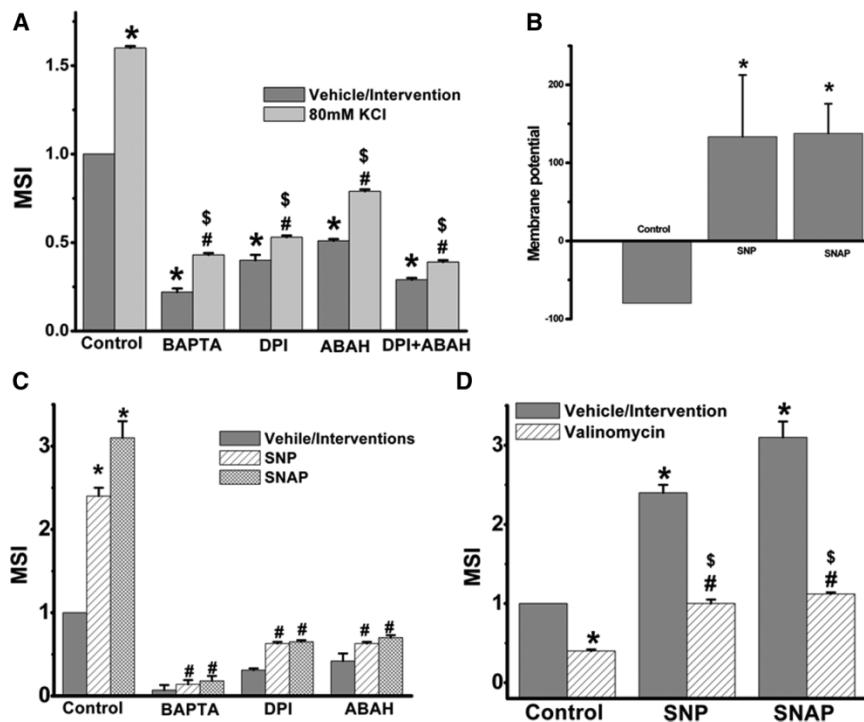 A
MSI
1.5
1.0
0.5
0.0
Vehicle/Intervention
80mM KCl
*
* $ #
* $ #
* $ #
* $ #
Control BAPTA DPI ABAH DPI+ABAH
B
Membrane potential
200
100
0
-100
Control
*
SNP
*
SNAP
C
MSI
3
2
1
0
Vehile/Interventions
SNP
SNAP
* *
# #
# #
# #
Control BAPTA DPI ABAH
D
MSI
3
2
1
0
Vehicle/Intervention
Valinomycin
*
* $ #
* $ #
Control SNP SNAP